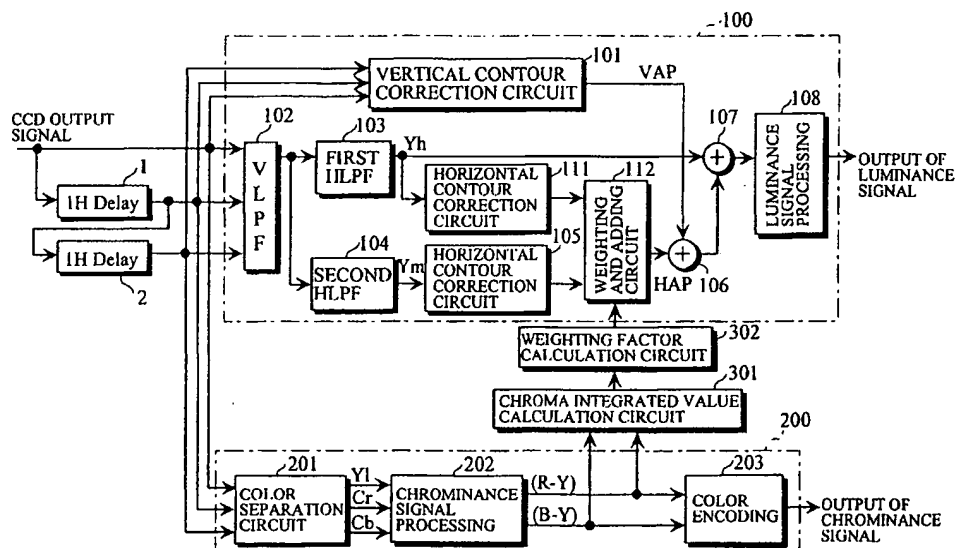 100
101
VERTICAL CONTOUR
CORRECTION CIRCUIT
VAP
108
LUMINANCE
SIGNAL
PROCESSING
107
+
OUTPUT OF
LUMINANCE
SIGNAL
CCD OUTPUT
SIGNAL
102
VLPF
103
FIRST
HLPF
Yh
HORIZONTAL
CONTOUR
CORRECTION
CIRCUIT
111
112
WEIGHTING
AND ADDING
CIRCUIT
1
1H Delay
1H Delay
2
104
SECOND
HLPF
Ym
HORIZONTAL
CONTOUR
CORRECTION
CIRCUIT
105
+
HAP
106
302
WEIGHTING FACTOR
CALCULATION CIRCUIT
301
CHROMA INTEGRATED VALUE
CALCULATION CIRCUIT
200
201
COLOR
SEPARATION
CIRCUIT
Yl
Cr
Cb
202
CHROMINANCE
SIGNAL
PROCESSING
(R-Y)
(B-Y)
203
COLOR
ENCODING
OUTPUT OF
CHROMINANCE
SIGNAL